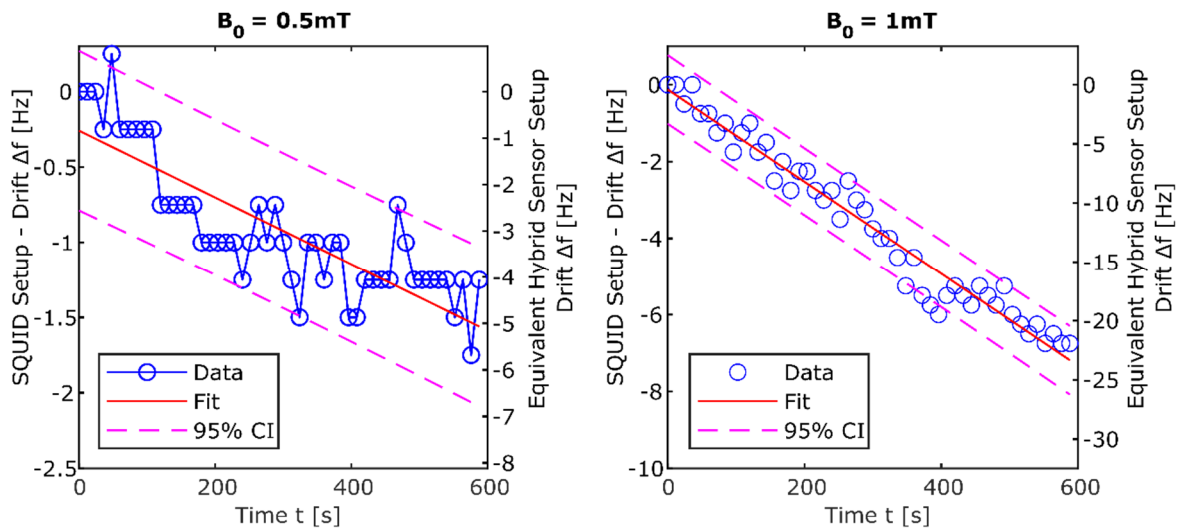 B0 = 0.5mT
SQUID Setup - Drift Δf [Hz]
0
-0.5
-1
-1.5
-2
-2.5
0
-1
-2
-3
-4
-5
-6
-7
-8
Equivalent Hybrid Sensor Setup
Drift Δf [Hz]
Data
Fit
95% CI
0
200
400
600
Time t [s]
B0 = 1mT
SQUID Setup - Drift Δf [Hz]
0
-2
-4
-6
-8
-10
0
-5
-10
-15
-20
-25
-30
Equivalent Hybrid Sensor Setup
Drift Δf [Hz]
Data
Fit
95% CI
0
200
400
600
Time t [s]